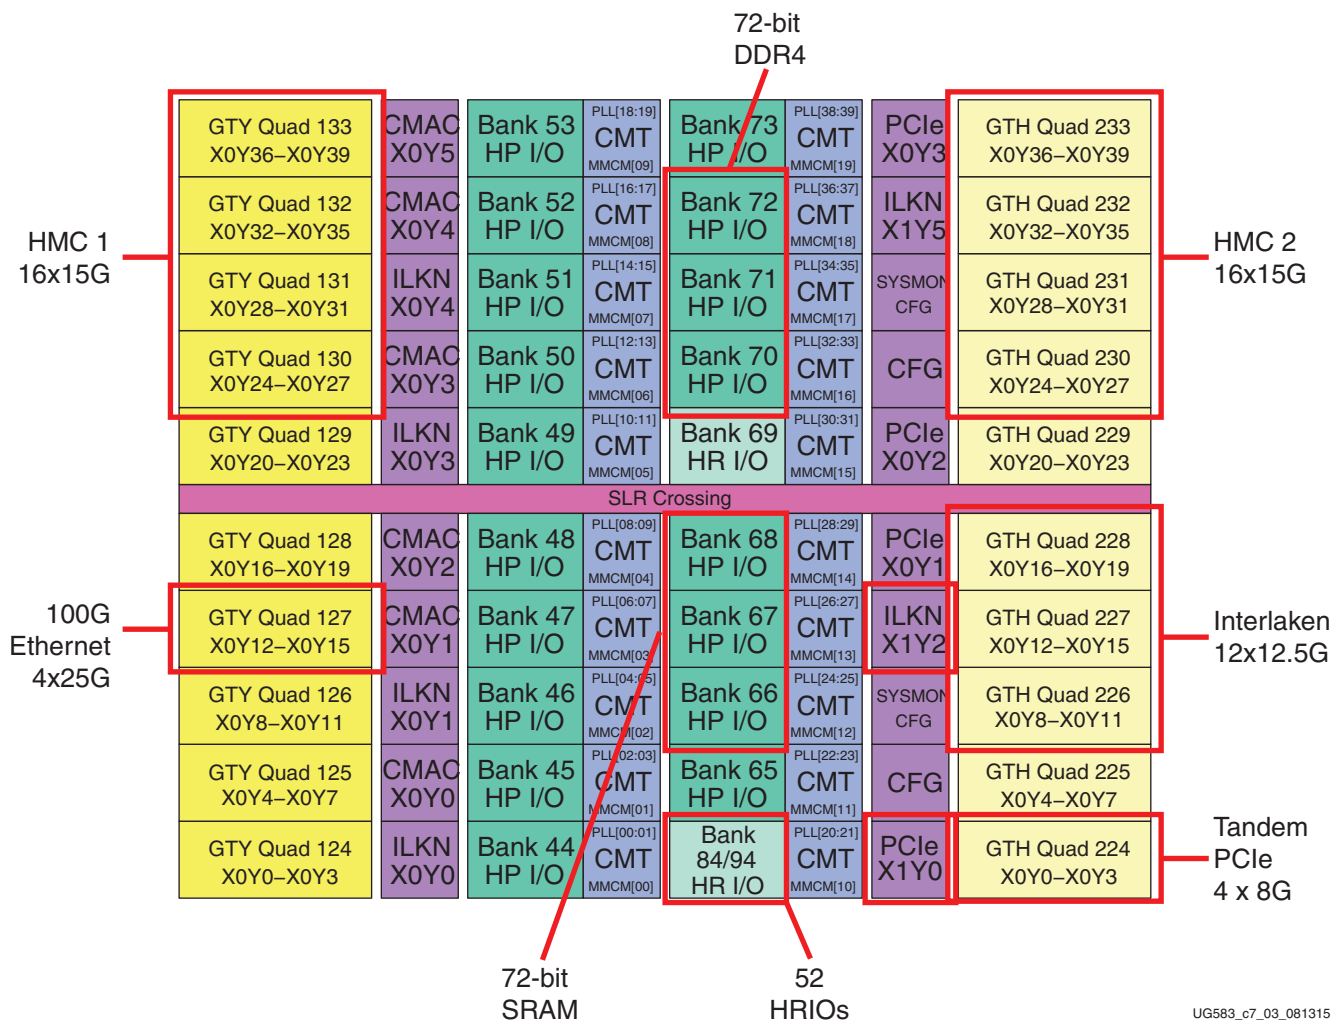 72-bit
DDR4
GTY Quad 133
X0Y36–X0Y39
CMAC
X0Y5
Bank 53
HP I/O
PLL[18:19]
CMT
MMCM[09]
Bank 73
HP I/O
PLL[38:39]
CMT
MMCM[19]
PCIe
X0Y3
GTH Quad 233
X0Y36–X0Y39
GTY Quad 132
X0Y32–X0Y35
CMAC
X0Y4
Bank 52
HP I/O
PLL[16:17]
CMT
MMCM[08]
Bank 72
HP I/O
PLL[36:37]
CMT
MMCM[18]
ILKN
X1Y5
GTH Quad 232
X0Y32–X0Y35
HMC 1
16x15G
HMC 2
16x15G
GTY Quad 131
X0Y28–X0Y31
ILKN
X0Y4
Bank 51
HP I/O
PLL[14:15]
CMT
MMCM[07]
Bank 71
HP I/O
PLL[34:35]
CMT
MMCM[17]
SYSMON
CFG
GTH Quad 231
X0Y28–X0Y31
GTY Quad 130
X0Y24–X0Y27
CMAC
X0Y3
Bank 50
HP I/O
PLL[12:13]
CMT
MMCM[06]
Bank 70
HP I/O
PLL[32:33]
CMT
MMCM[16]
CFG
GTH Quad 230
X0Y24–X0Y27
GTY Quad 129
X0Y20–X0Y23
ILKN
X0Y3
Bank 49
HP I/O
PLL[10:11]
CMT
MMCM[05]
Bank 69
HR I/O
PLL[30:31]
CMT
MMCM[15]
PCIe
X0Y2
GTH Quad 229
X0Y20–X0Y23
SLR Crossing
GTY Quad 128
X0Y16–X0Y19
CMAC
X0Y2
Bank 48
HP I/O
PLL[08:09]
CMT
MMCM[04]
Bank 68
HP I/O
PLL[28:29]
CMT
MMCM[14]
PCIe
X0Y1
GTH Quad 228
X0Y16–X0Y19
100G
Ethernet
4x25G
GTY Quad 127
X0Y12–X0Y15
CMAC
X0Y1
Bank 47
HP I/O
PLL[06:07]
CMT
MMCM[03]
Bank 67
HP I/O
PLL[26:27]
CMT
MMCM[13]
ILKN
X1Y2
GTH Quad 227
X0Y12–X0Y15
Interlaken
12x12.5G
GTY Quad 126
X0Y8–X0Y11
ILKN
X0Y1
Bank 46
HP I/O
PLL[04:05]
CMT
MMCM[02]
Bank 66
HP I/O
PLL[24:25]
CMT
MMCM[12]
SYSMON
CFG
GTH Quad 226
X0Y8–X0Y11
GTY Quad 125
X0Y4–X0Y7
CMAC
X0Y0
Bank 45
HP I/O
PLL[02:03]
CMT
MMCM[01]
Bank 65
HP I/O
PLL[22:23]
CMT
MMCM[11]
CFG
GTH Quad 225
X0Y4–X0Y7
GTY Quad 124
X0Y0–X0Y3
ILKN
X0Y0
Bank 44
HP I/O
PLL[00:01]
CMT
MMCM[00]
Bank
84/94
HR I/O
PLL[20:21]
CMT
MMCM[10]
PCIe
X1Y0
GTH Quad 224
X0Y0–X0Y3
Tandem
PCIe
4 x 8G
72-bit
SRAM
52
HRIOs
UG583_c7_03_081315